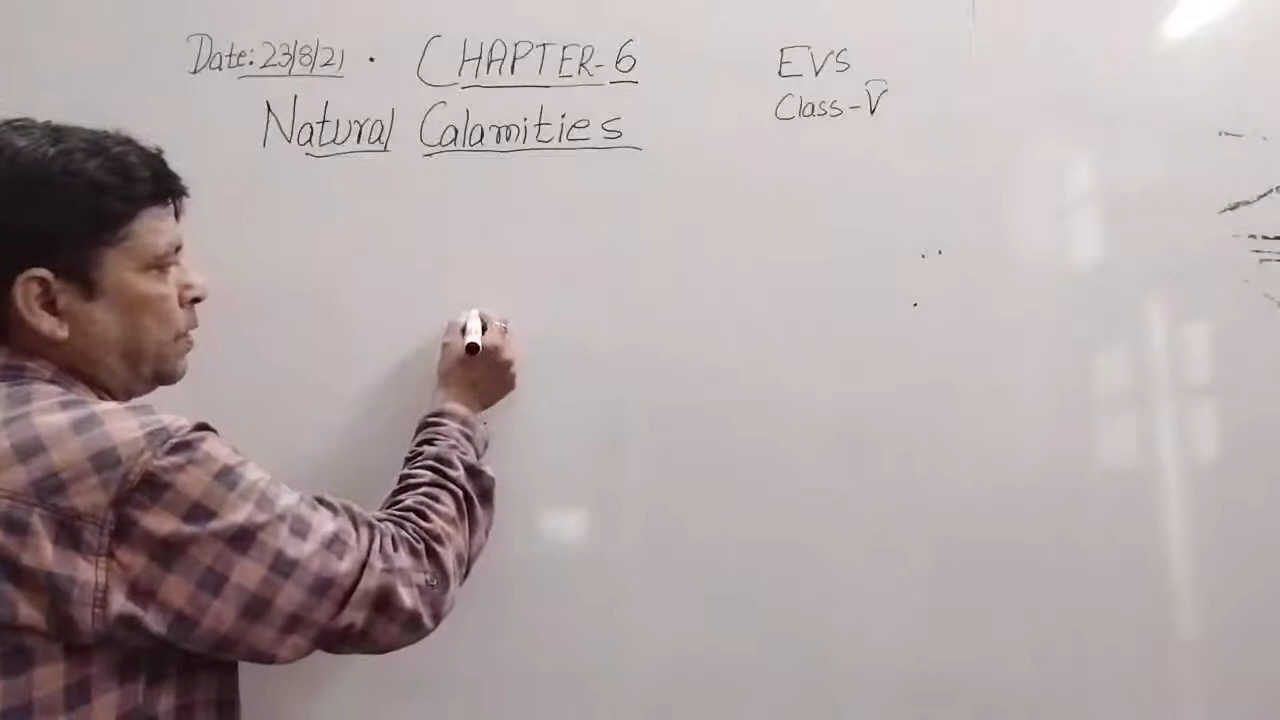 Date: 23/8/21 . CHAPTER-6
Natural Calamities
EVS
Class-V